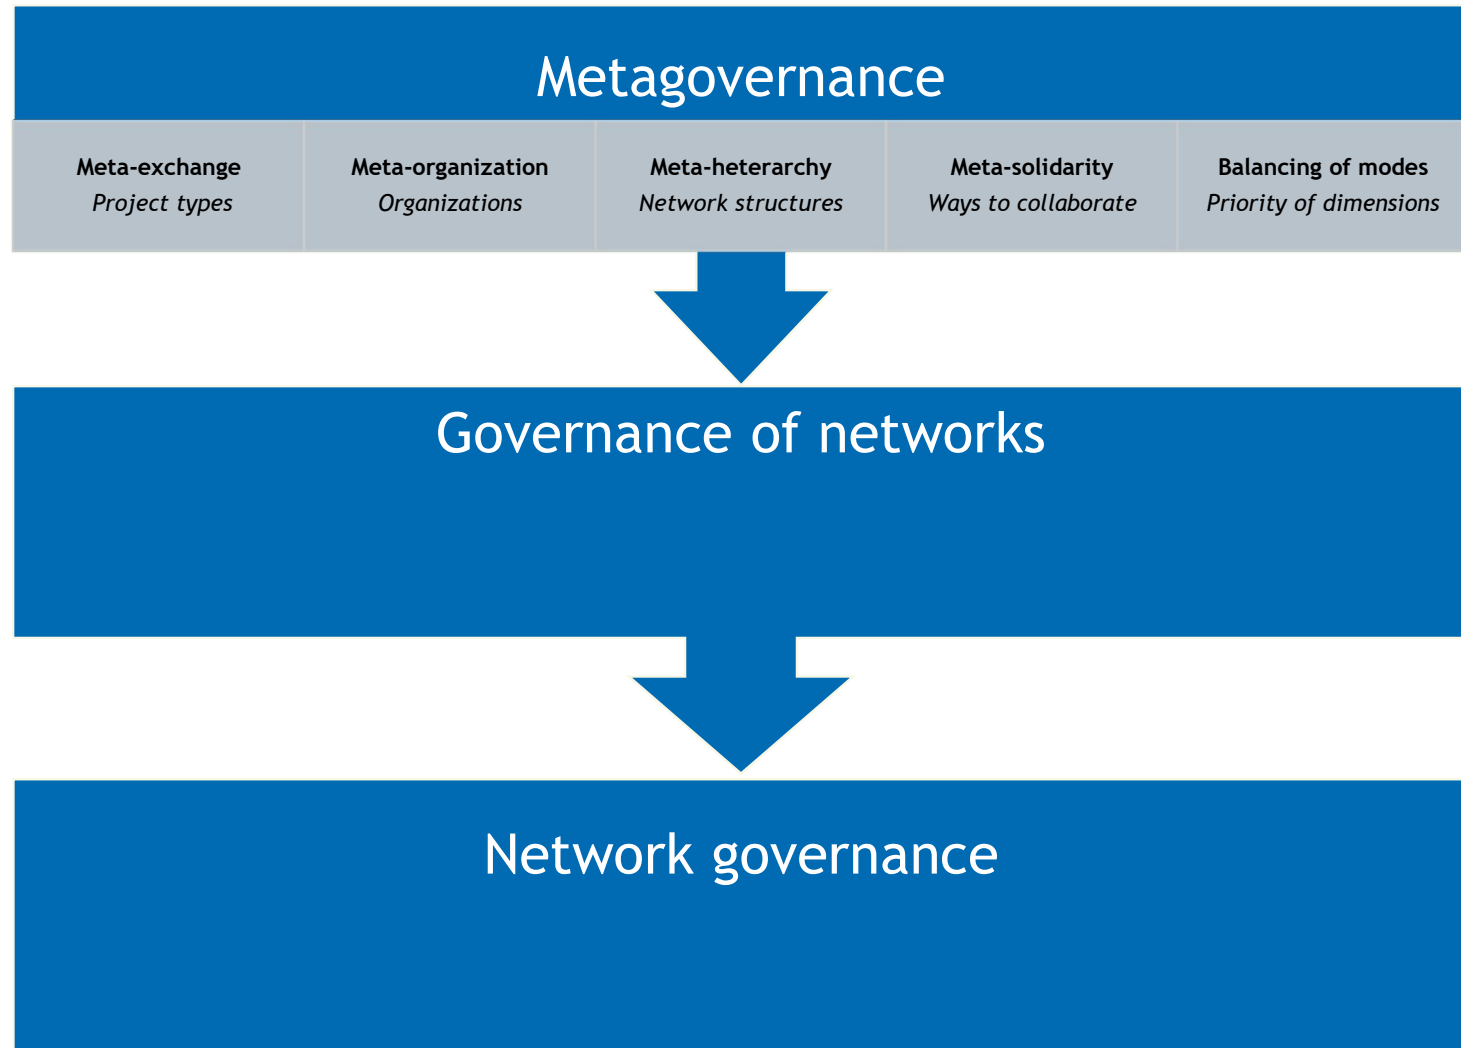 Metagovernance
Meta-exchange
Project types
Meta-organization
Organizations
Meta-heterarchy
Network structures
Meta-solidarity
Ways to collaborate
Balancing of modes
Priority of dimensions
Governance of networks
Network governance